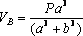 V_B = Pa³ / (a³ + b³)